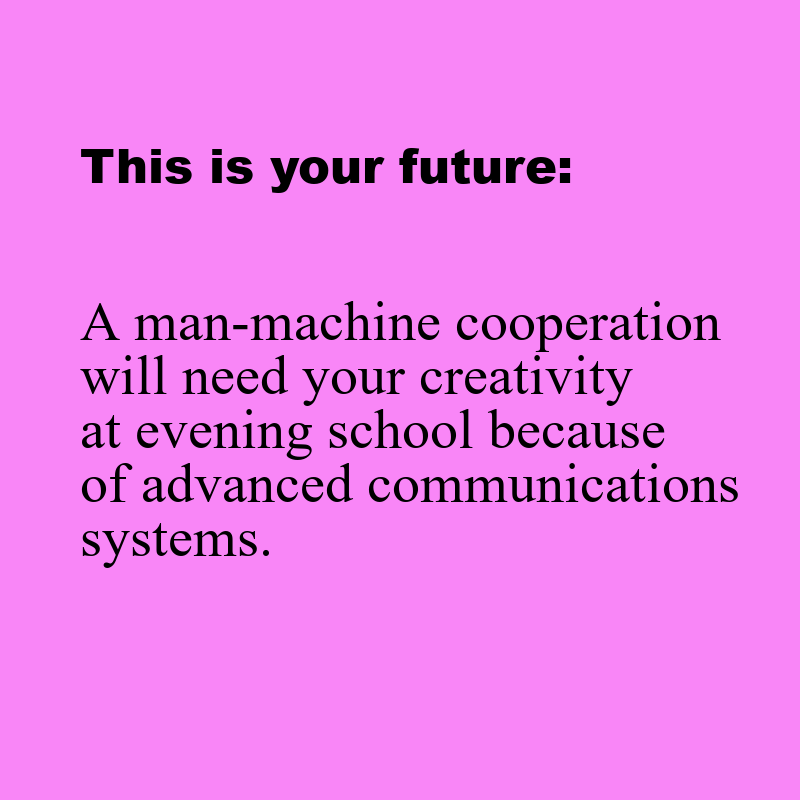 This is your future:
A man-machine cooperation
will need your creativity
at evening school because
of advanced communications
systems.